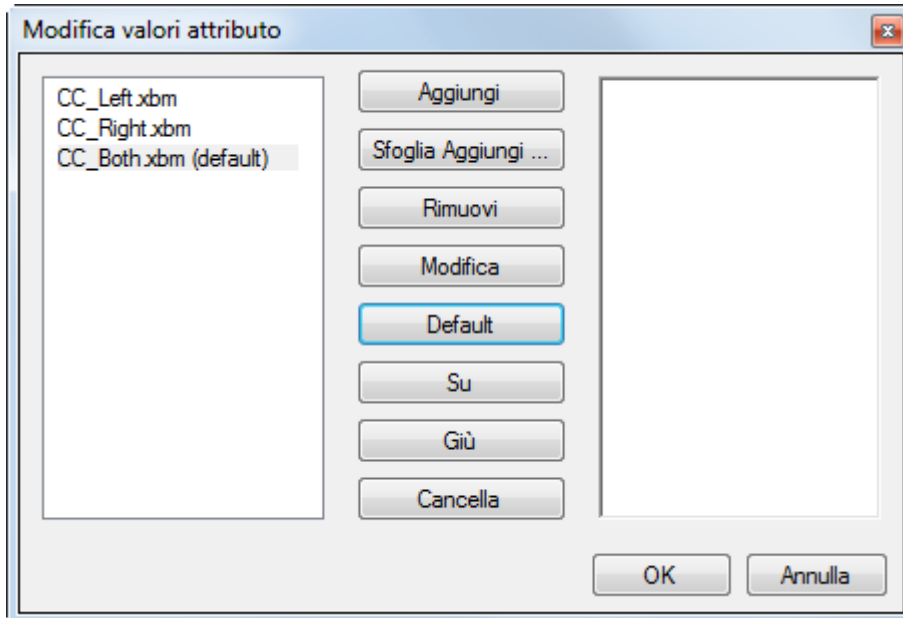 Modifica valori attributo
CC_Left.xbm
CC_Right.xbm
CC_Both.xbm (default)
Aggiungi
Sfoglia Aggiungi ...
Rimuovi
Modifica
Default
Su
Giù
Cancella
OK
Annulla